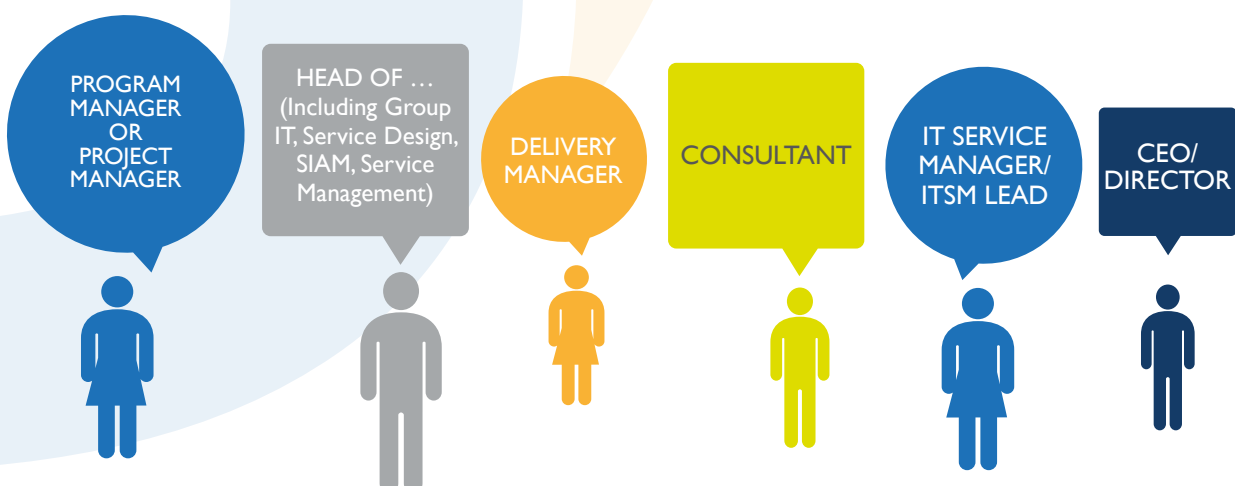 PROGRAM
MANAGER
OR
PROJECT
MANAGER
HEAD OF …
(Including Group
IT, Service Design,
SIAM, Service
Management)
DELIVERY
MANAGER
CONSULTANT
IT SERVICE
MANAGER/
ITSM LEAD
CEO/
DIRECTOR